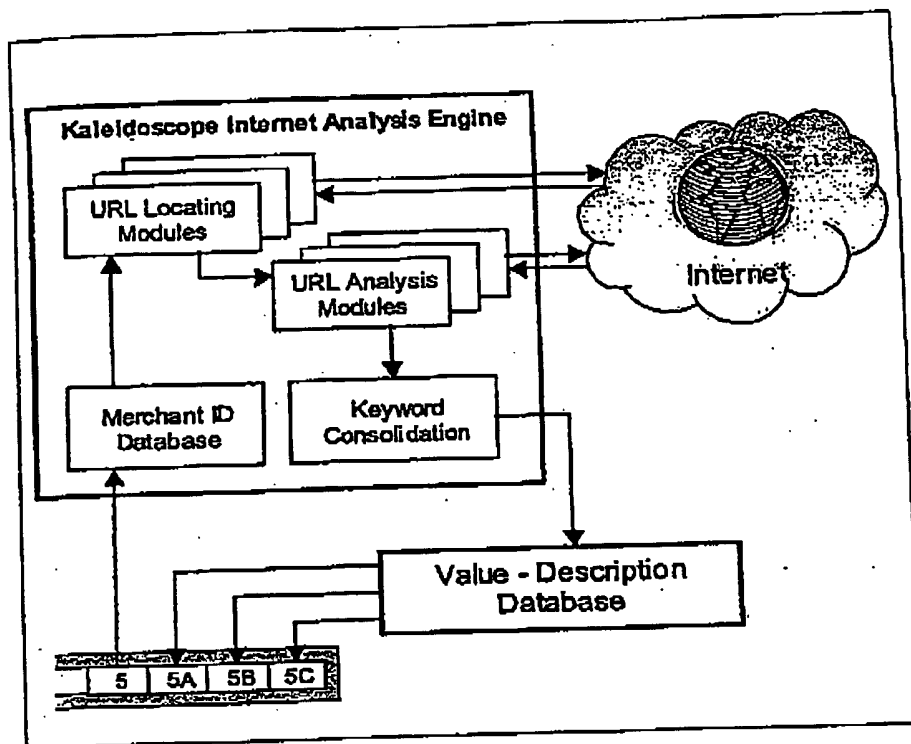 Kaleidoscope Internet Analysis Engine
URL Locating
Modules
URL Analysis
Modules
Internet
Merchant ID
Database
Keyword
Consolidation
Value - Description
Database
5 5A 5B 5C